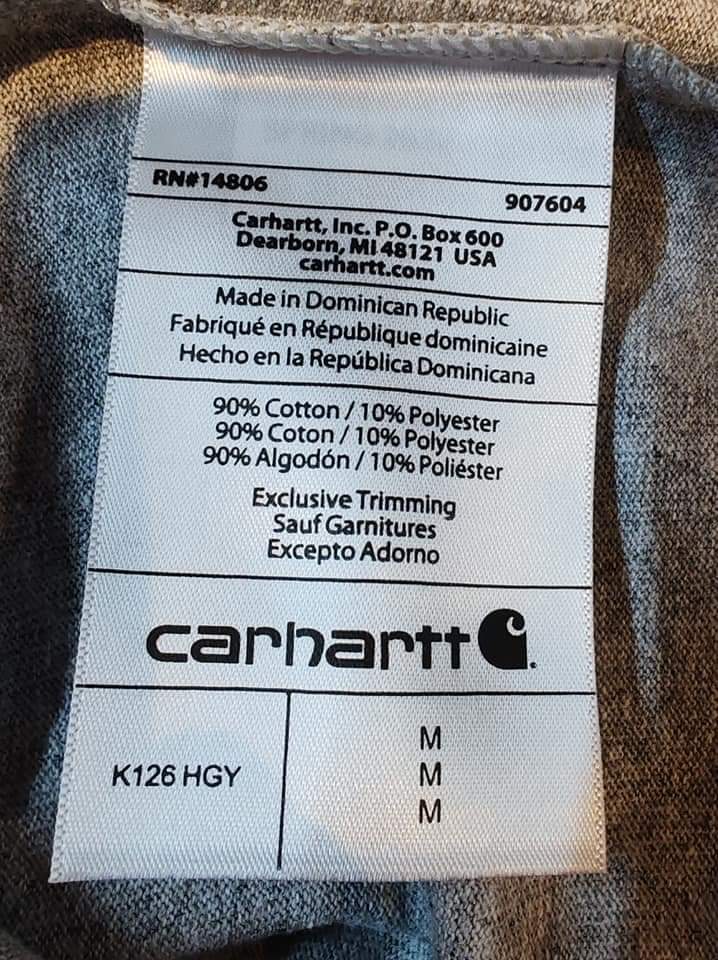 RN#14806
907604
Carhartt, Inc. P.O. Box 600
Dearborn, MI 48121 USA
carhartt.com
Made in Dominican Republic
Fabriqué en République dominicaine
Hecho en la República Dominicana
90% Cotton / 10% Polyester
90% Coton / 10% Polyester
90% Algodón / 10% Poliéster
Exclusive Trimming
Sauf Garnitures
Excepto Adorno
carhartt
K126 HGY
M
M
M